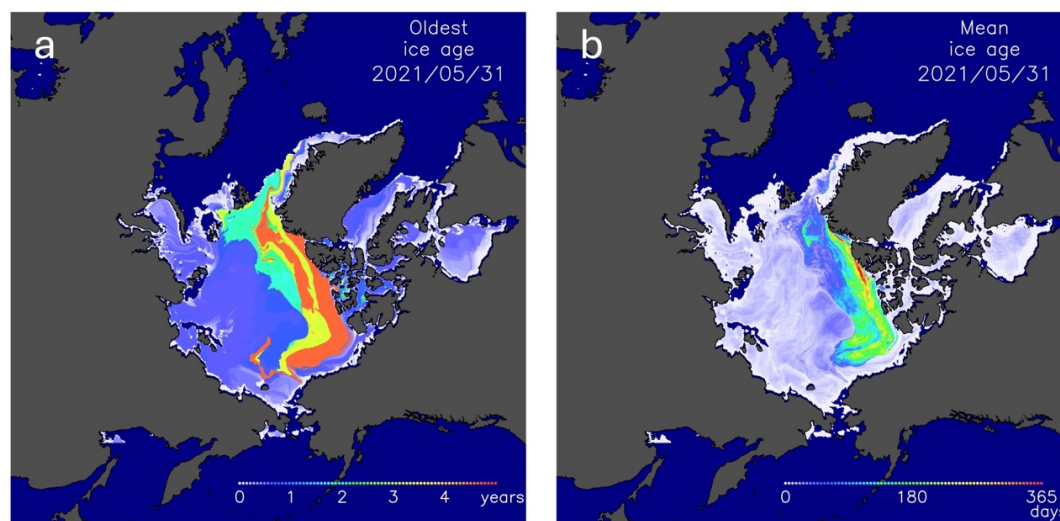 a
Oldest
ice age
2021/05/31
0 1 2 3 4 years
b
Mean
ice age
2021/05/31
0 180 365
day